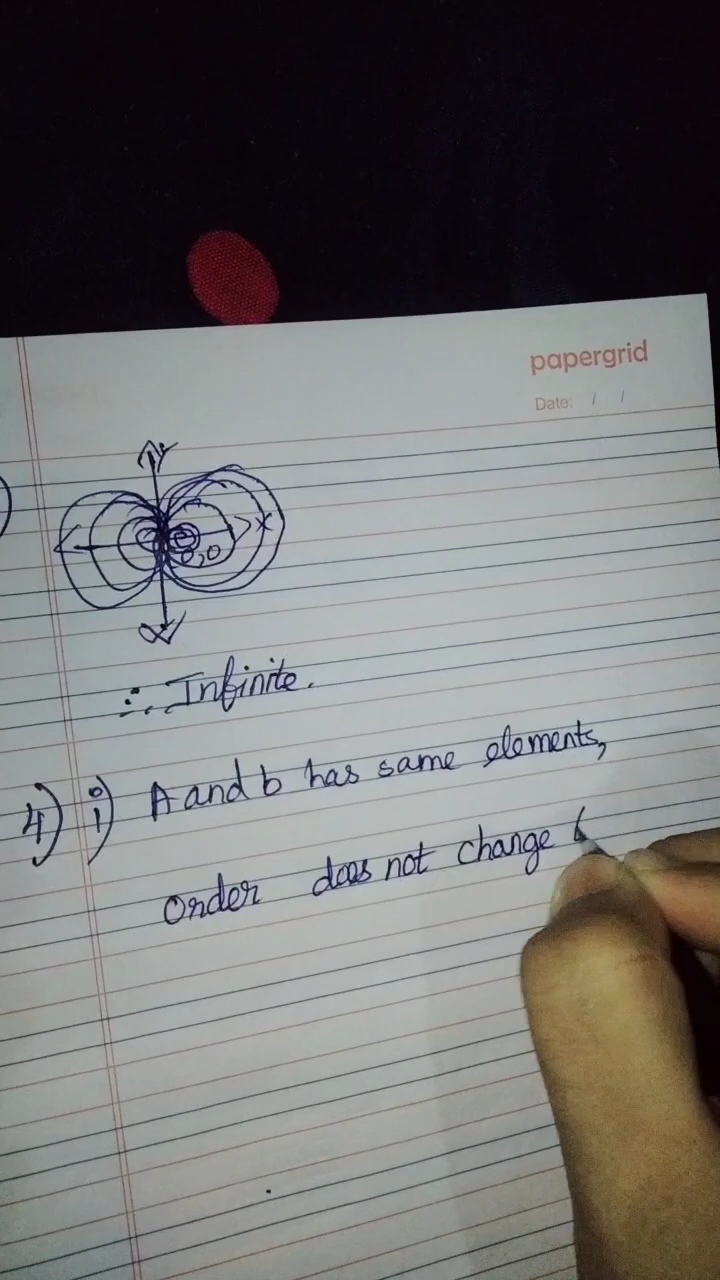 papergrid
Date: / /
Y
X
0,0
∴ Infinite.
4) i) A and b has same elements,
Order does not change